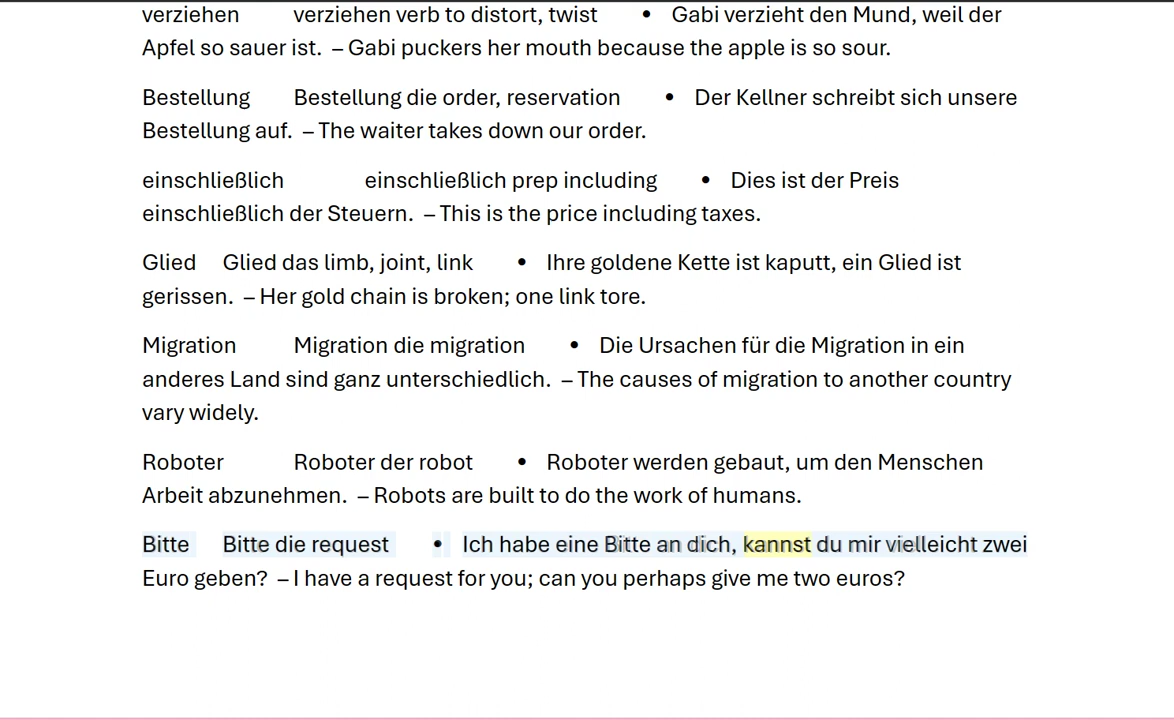 verziehen verziehen verb to distort, twist • Gabi verzieht den Mund, weil der
Apfel so sauer ist. – Gabi puckers her mouth because the apple is so sour.
Bestellung Bestellung die order, reservation • Der Kellner schreibt sich unsere
Bestellung auf. – The waiter takes down our order.
einschließlich einschließlich prep including • Dies ist der Preis
einschließlich der Steuern. – This is the price including taxes.
Glied Glied das limb, joint, link • Ihre goldene Kette ist kaputt, ein Glied ist
gerissen. – Her gold chain is broken; one link tore.
Migration Migration die migration • Die Ursachen für die Migration in ein
anderes Land sind ganz unterschiedlich. – The causes of migration to another country
vary widely.
Roboter Roboter der robot • Roboter werden gebaut, um den Menschen
Arbeit abzunehmen. – Robots are built to do the work of humans.
Bitte Bitte die request • Ich habe eine Bitte an dich, kannst du mir vielleicht zwei
Euro geben? – I have a request for you; can you perhaps give me two euros?